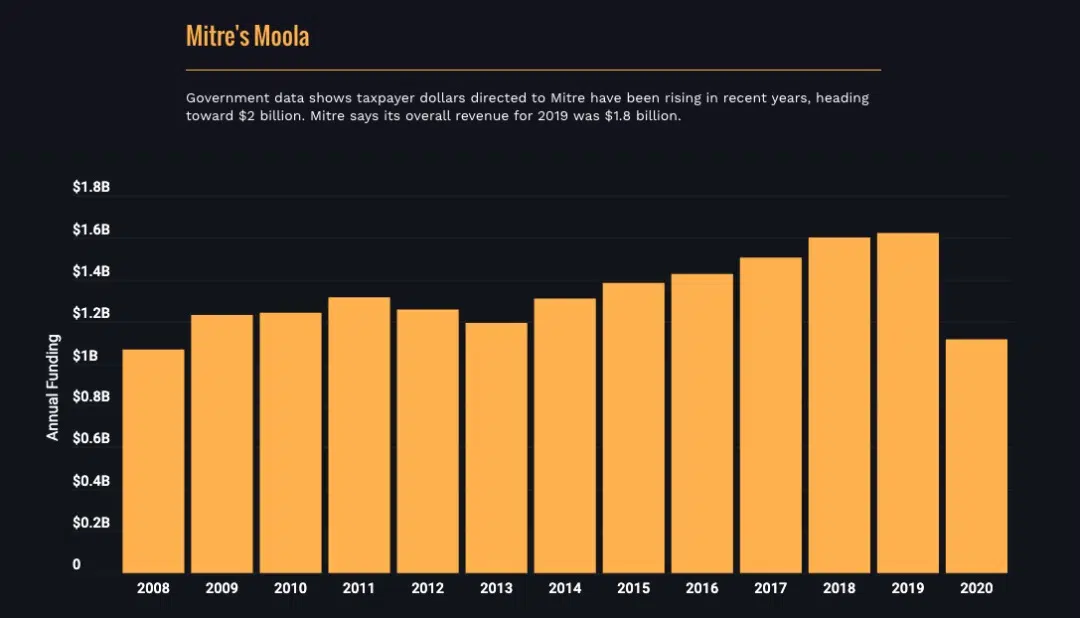 Mitre's Moola
Government data shows taxpayer dollars directed to Mitre have been rising in recent years, heading
toward $2 billion. Mitre says its overall revenue for 2019 was $1.8 billion.
$1.8B
$1.6B
$1.4B
$1.2B
$1B
$0.8B
$0.6B
$0.4B
$0.2B
0
Annual Funding
2008 2009 2010 2011 2012 2013 2014 2015 2016 2017 2018 2019 2020